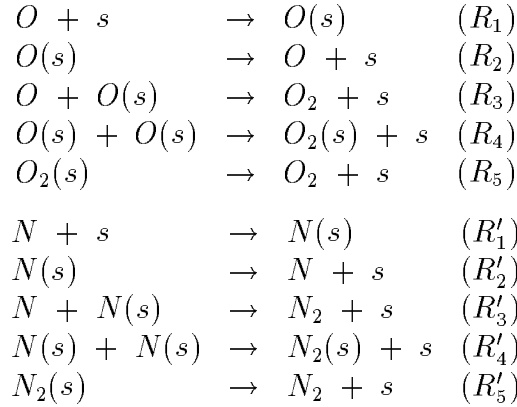 O + s → O(s) (R₁)
O(s) → O + s (R₂)
O + O(s) → O₂ + s (R₃)
O(s) + O(s) → O₂(s) + s (R₄)
O₂(s) → O₂ + s (R₅)
N + s → N(s) (R′₁)
N(s) → N + s (R′₂)
N + N(s) → N₂ + s (R′₃)
N(s) + N(s) → N₂(s) + s (R′₄)
N₂(s) → N₂ + s (R′₅)